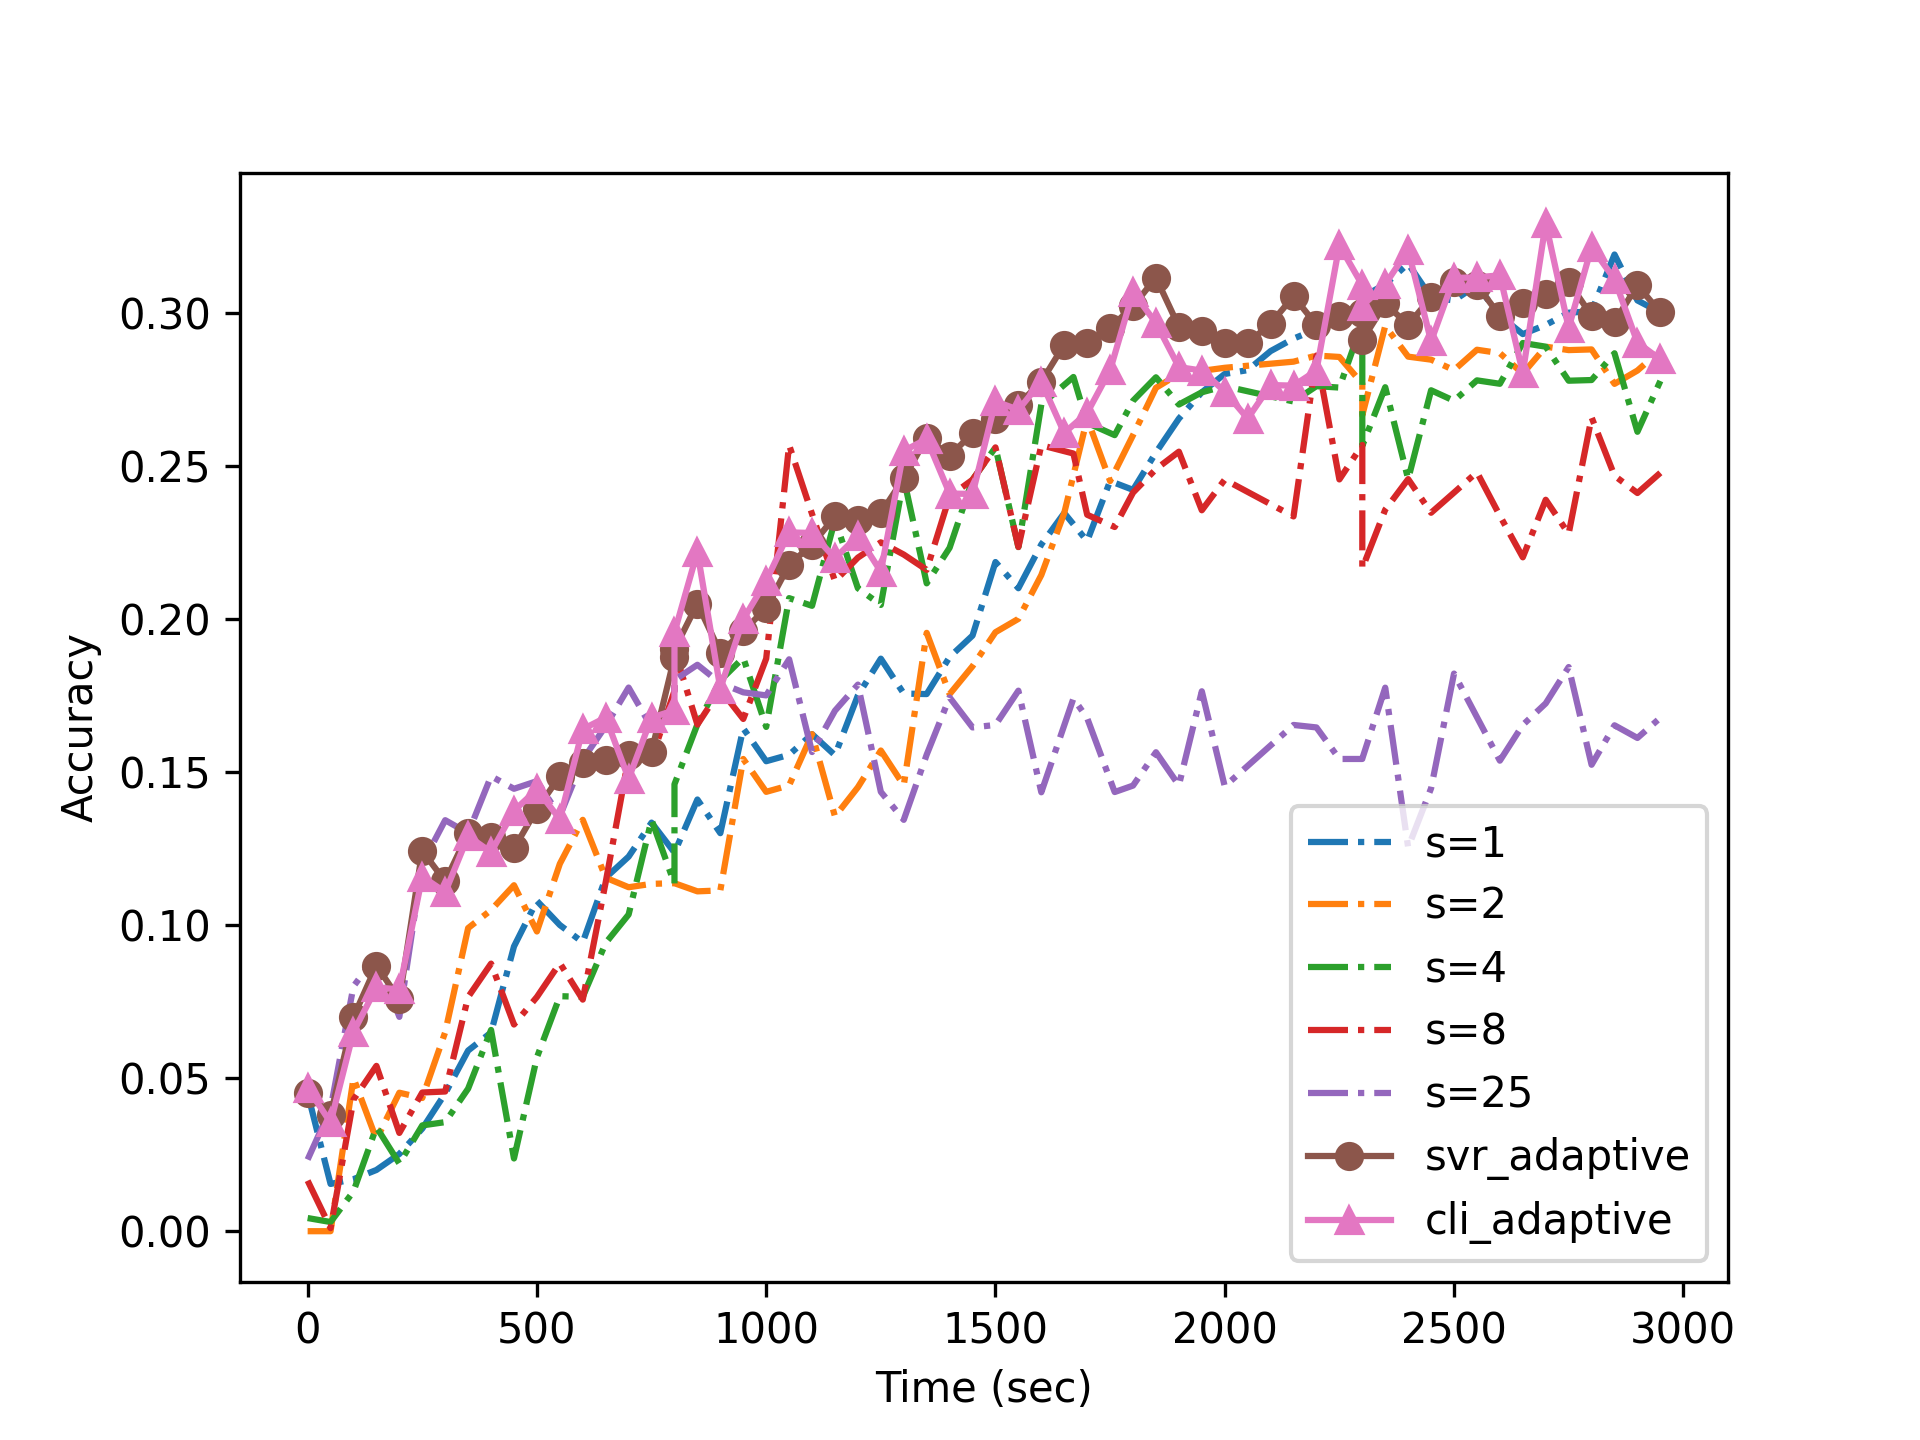 Accuracy
0.30
0.25
0.20
0.15
0.10
0.05
0.00
0 500 1000 1500 2000 2500 3000
Time (sec)
s=1
s=2
s=4
s=8
s=25
svr_adaptive
cli_adaptive